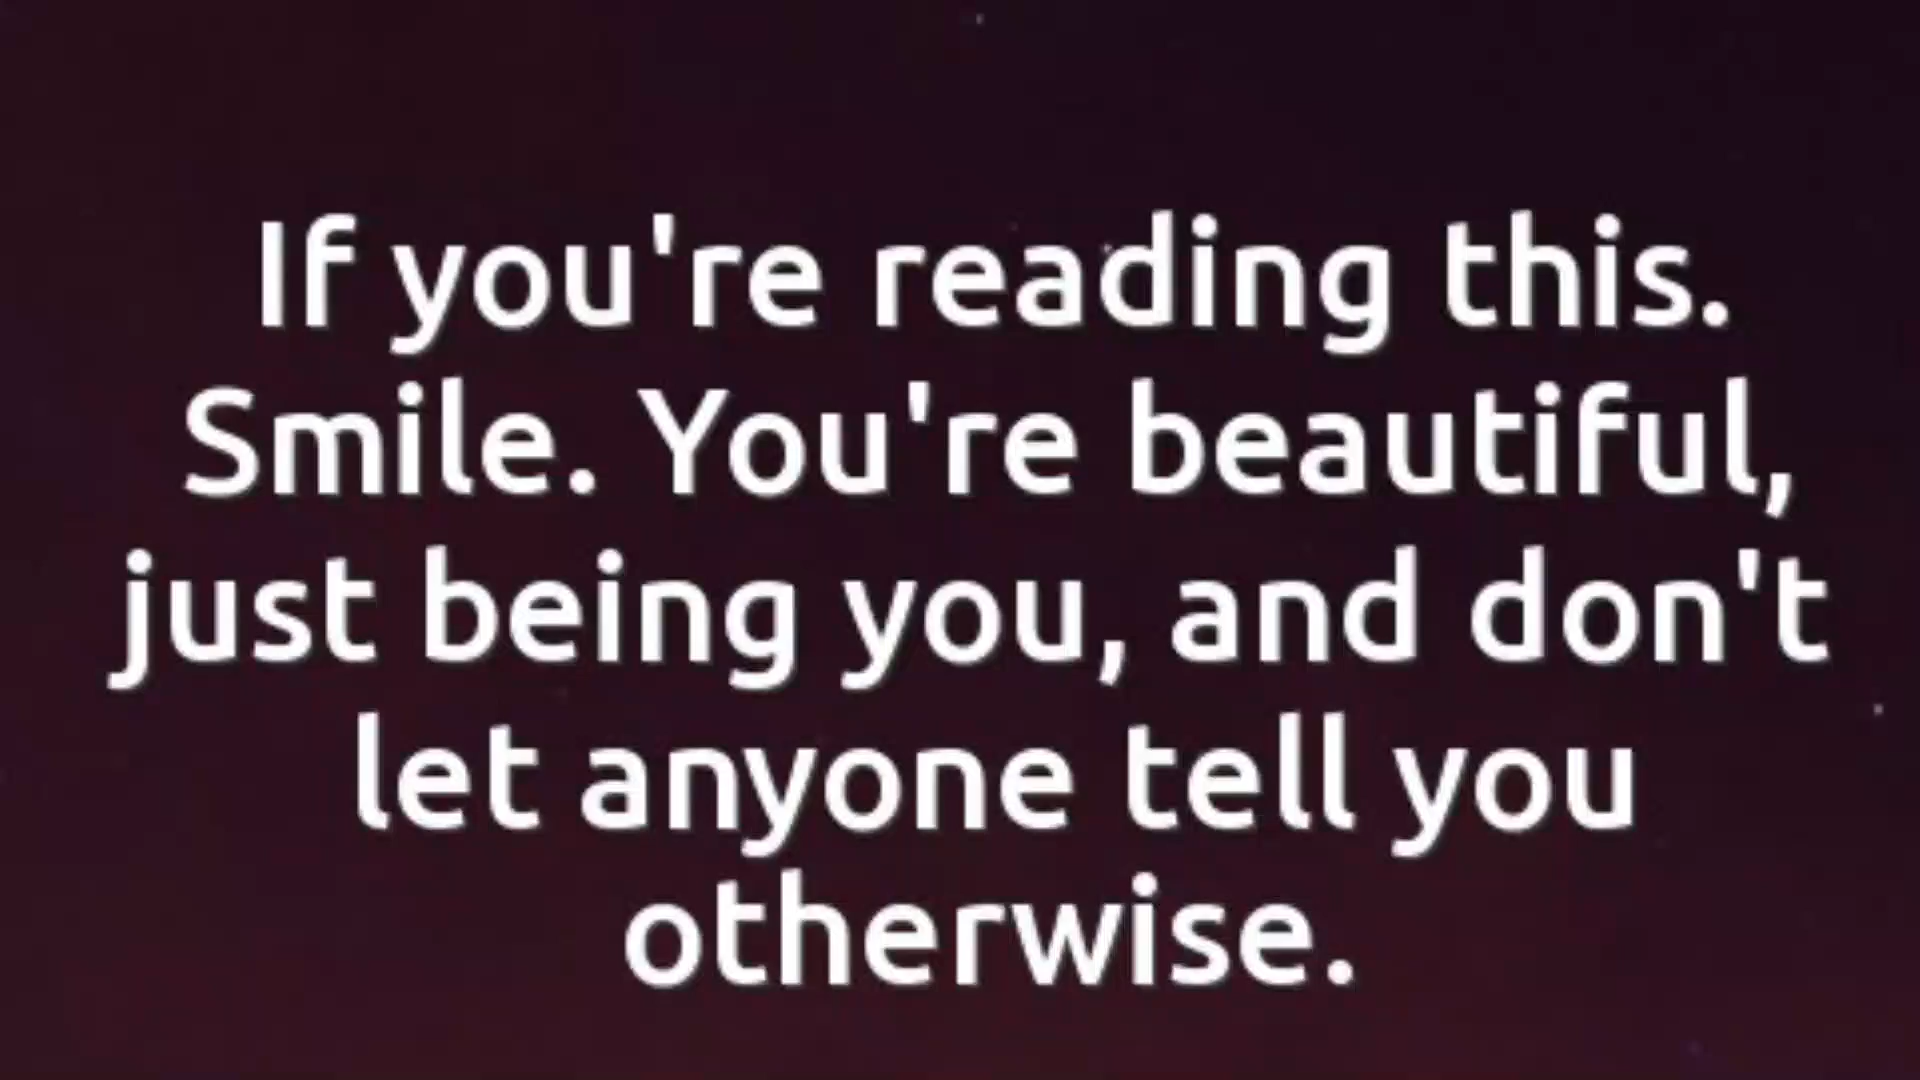 If you're reading this.
Smile. You're beautiful,
just being you, and don't
let anyone tell you
otherwise.